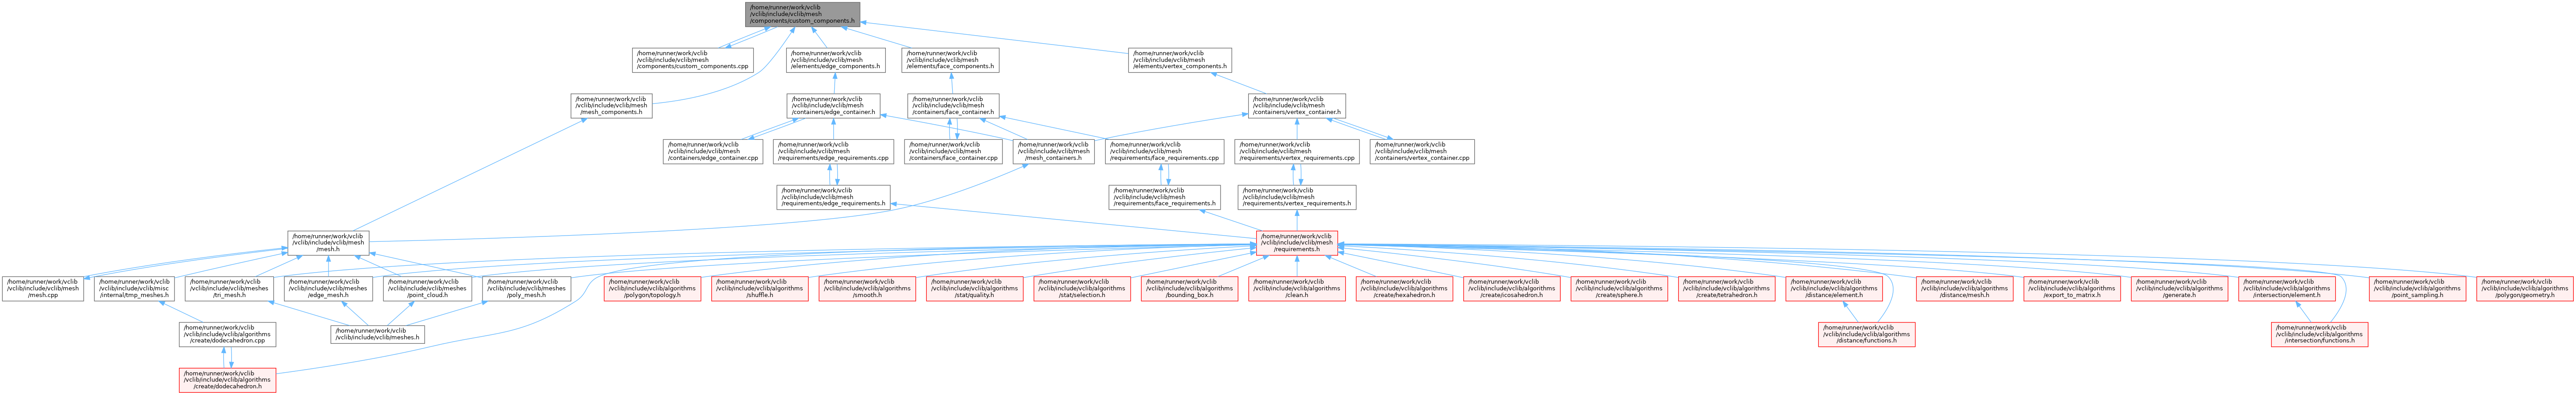 /home/runner/work/vclib
/vclib/include/vclib/mesh
/components/custom_components.h
/home/runner/work/vclib
/vclib/include/vclib/mesh
/components/custom_components.cpp
/home/runner/work/vclib
/vclib/include/vclib/mesh
/elements/edge_components.h
/home/runner/work/vclib
/vclib/include/vclib/mesh
/elements/face_components.h
/home/runner/work/vclib
/vclib/include/vclib/mesh
/elements/vertex_components.h
/home/runner/work/vclib
/vclib/include/vclib/mesh
/mesh_components.h
/home/runner/work/vclib
/vclib/include/vclib/mesh
/containers/edge_container.h
/home/runner/work/vclib
/vclib/include/vclib/mesh
/containers/face_container.h
/home/runner/work/vclib
/vclib/include/vclib/mesh
/containers/vertex_container.h
/home/runner/work/vclib
/vclib/include/vclib/mesh
/containers/edge_container.cpp
/home/runner/work/vclib
/vclib/include/vclib/mesh
/requirements/edge_requirements.cpp
/home/runner/work/vclib
/vclib/include/vclib/mesh
/containers/face_container.cpp
/home/runner/work/vclib
/vclib/include/vclib/mesh
/mesh_containers.h
/home/runner/work/vclib
/vclib/include/vclib/mesh
/requirements/face_requirements.cpp
/home/runner/work/vclib
/vclib/include/vclib/mesh
/requirements/vertex_requirements.cpp
/home/runner/work/vclib
/vclib/include/vclib/mesh
/containers/vertex_container.cpp
/home/runner/work/vclib
/vclib/include/vclib/mesh
/requirements/edge_requirements.h
/home/runner/work/vclib
/vclib/include/vclib/mesh
/requirements/face_requirements.h
/home/runner/work/vclib
/vclib/include/vclib/mesh
/requirements/vertex_requirements.h
/home/runner/work/vclib
/vclib/include/vclib/mesh
/mesh.h
/home/runner/work/vclib
/vclib/include/vclib/mesh
/requirements.h
/home/runner/work/vclib
/vclib/include/vclib/mesh
/mesh.cpp
/home/runner/work/vclib
/vclib/include/vclib/misc
/internal/tmp_meshes.h
/home/runner/work/vclib
/vclib/include/vclib/meshes
/tri_mesh.h
/home/runner/work/vclib
/vclib/include/vclib/meshes
/edge_mesh.h
/home/runner/work/vclib
/vclib/include/vclib/meshes
/point_cloud.h
/home/runner/work/vclib
/vclib/include/vclib/meshes
/poly_mesh.h
/home/runner/work/vclib
/vclib/include/vclib/algorithms
/polygon/topology.h
/home/runner/work/vclib
/vclib/include/vclib/algorithms
/shuffle.h
/home/runner/work/vclib
/vclib/include/vclib/algorithms
/smooth.h
/home/runner/work/vclib
/vclib/include/vclib/algorithms
/stat/quality.h
/home/runner/work/vclib
/vclib/include/vclib/algorithms
/stat/selection.h
/home/runner/work/vclib
/vclib/include/vclib/algorithms
/bounding_box.h
/home/runner/work/vclib
/vclib/include/vclib/algorithms
/clean.h
/home/runner/work/vclib
/vclib/include/vclib/algorithms
/create/hexahedron.h
/home/runner/work/vclib
/vclib/include/vclib/algorithms
/create/icosahedron.h
/home/runner/work/vclib
/vclib/include/vclib/algorithms
/create/sphere.h
/home/runner/work/vclib
/vclib/include/vclib/algorithms
/create/tetrahedron.h
/home/runner/work/vclib
/vclib/include/vclib/algorithms
/distance/element.h
/home/runner/work/vclib
/vclib/include/vclib/algorithms
/distance/mesh.h
/home/runner/work/vclib
/vclib/include/vclib/algorithms
/export_to_matrix.h
/home/runner/work/vclib
/vclib/include/vclib/algorithms
/generate.h
/home/runner/work/vclib
/vclib/include/vclib/algorithms
/intersection/element.h
/home/runner/work/vclib
/vclib/include/vclib/algorithms
/point_sampling.h
/home/runner/work/vclib
/vclib/include/vclib/algorithms
/polygon/geometry.h
/home/runner/work/vclib
/vclib/include/vclib/algorithms
/create/dodecahedron.cpp
/home/runner/work/vclib
/vclib/include/vclib/meshes.h
/home/runner/work/vclib
/vclib/include/vclib/algorithms
/distance/functions.h
/home/runner/work/vclib
/vclib/include/vclib/algorithms
/intersection/functions.h
/home/runner/work/vclib
/vclib/include/vclib/algorithms
/create/dodecahedron.h